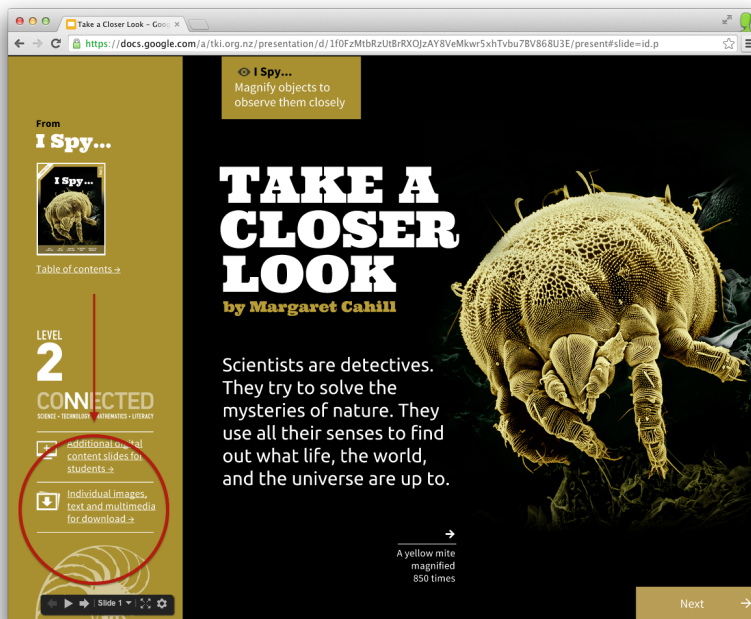 Take a Closer Look – Goog
https://docs.google.com/a/tki.org.nz/presentation/d/1f0FzMtbRzUtBrRXOJzAY8VeMkwr5xhTvbu7BV868U3E/present#slide=id.p
I Spy...
Magnify objects to
observe them closely
From
I Spy...
I Spy...
Table of contents →
TAKE A
CLOSER
LOOK
by Margaret Cahill
LEVEL
2
CONNECTED
SCIENCE • TECHNOLOGY • MATHEMATICS • LITERACY
Additional digital
content slides for
students →
Individual images,
text and multimedia
for download →
Scientists are detectives.
They try to solve the
mysteries of nature. They
use all their senses to find
out what life, the world,
and the universe are up to.
→
A yellow mite
magnified
850 times
Slide 1
Next →